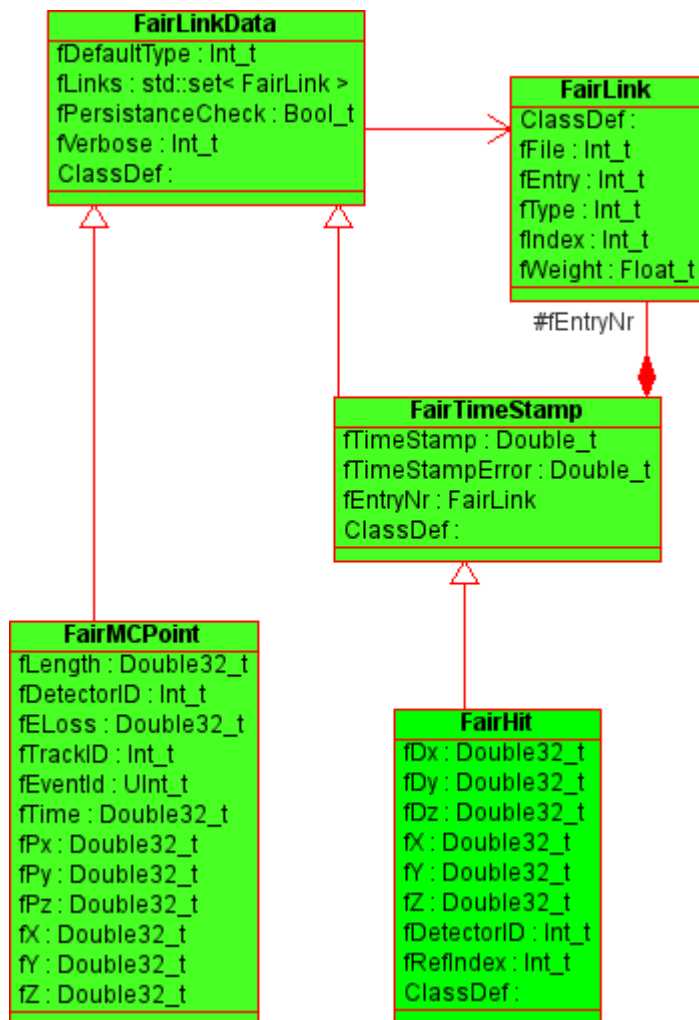 FairLinkData
fDefaultType : Int_t
fLinks : std::set< FairLink >
fPersistanceCheck : Bool_t
fVerbose : Int_t
ClassDef :
FairLink
ClassDef :
fFile : Int_t
fEntry : Int_t
fType : Int_t
fIndex : Int_t
fWeight : Float_t
#fEntryNr
FairTimeStamp
fTimeStamp : Double_t
fTimeStampError : Double_t
fEntryNr : FairLink
ClassDef :
FairMCPoint
fLength : Double32_t
fDetectorID : Int_t
fELoss : Double32_t
fTrackID : Int_t
fEventId : UInt_t
fTime : Double32_t
fPx : Double32_t
fPy : Double32_t
fPz : Double32_t
fX : Double32_t
fY : Double32_t
fZ : Double32_t
FairHit
fDx : Double32_t
fDy : Double32_t
fDz : Double32_t
fX : Double32_t
fY : Double32_t
fZ : Double32_t
fDetectorID : Int_t
fRefIndex : Int_t
ClassDef :